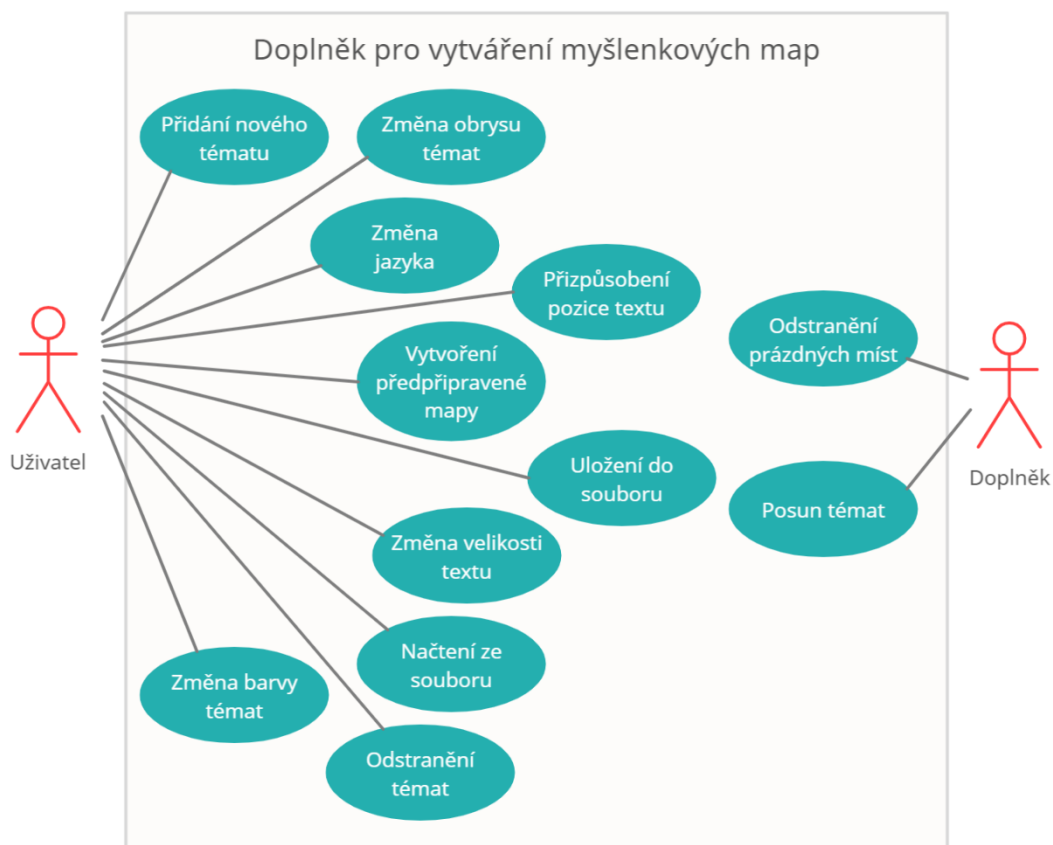 Doplněk pro vytváření myšlenkových map
Přidání nového
tématu
Změna obrysu
témat
Změna
jazyka
Přizpůsobení
pozice textu
Odstranění
prázdných míst
Vytvoření
předpřipravené
mapy
Uživatel
Doplněk
Uložení do
souboru
Posun témat
Změna velikosti
textu
Načtení ze
souboru
Změna barvy
témat
Odstranění
témat